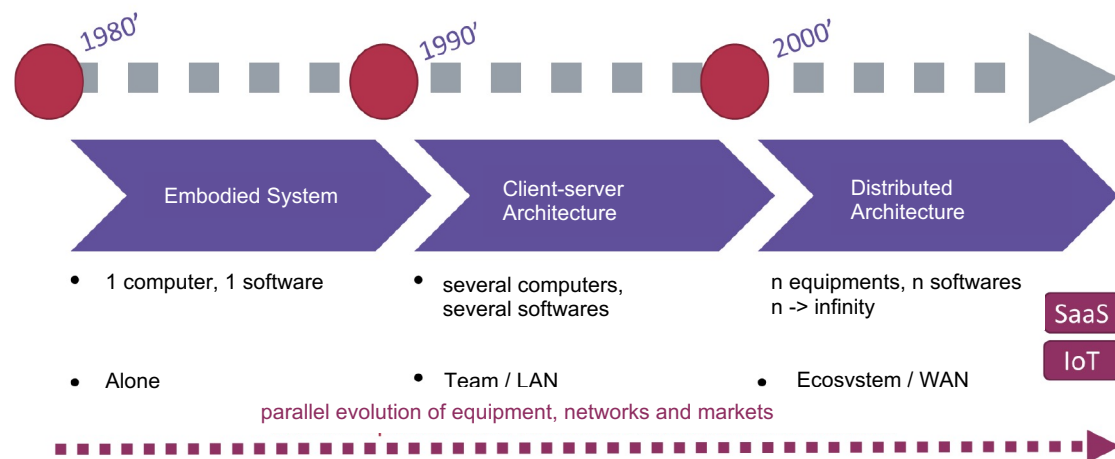 1980’
1990’
2000’
Embodied System
Client-server
Architecture
Distributed
Architecture
• 1 computer, 1 software
• several computers,
several softwares
n equipments, n softwares
n -> infinity
SaaS
IoT
• Alone
• Team / LAN
• Ecosystem / WAN
parallel evolution of equipment, networks and markets